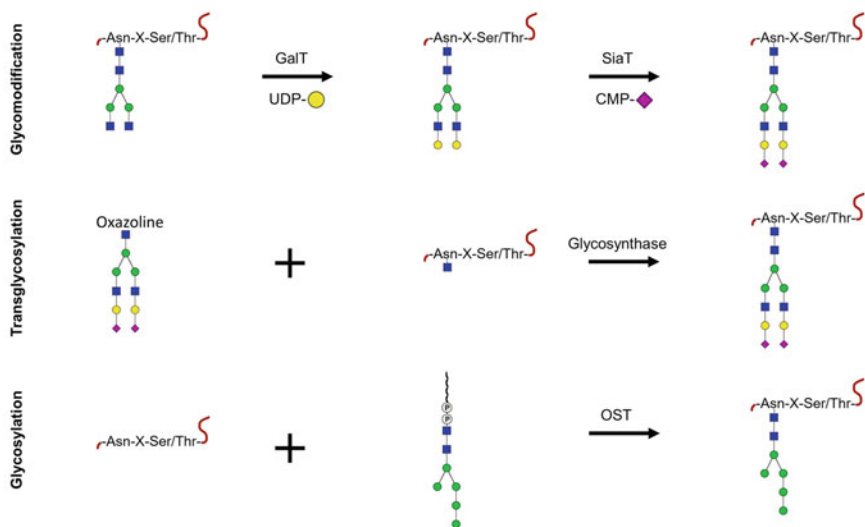 Glycomodification
-Asn-X-Ser/Thr-
GalT
UDP-
-Asn-X-Ser/Thr-
SiaT
CMP-
-Asn-X-Ser/Thr-
Transglycosylation
Oxazoline
+
-Asn-X-Ser/Thr-
Glycosynthase
-Asn-X-Ser/Thr-
Glycosylation
-Asn-X-Ser/Thr-
+
P
P
OST
-Asn-X-Ser/Thr-